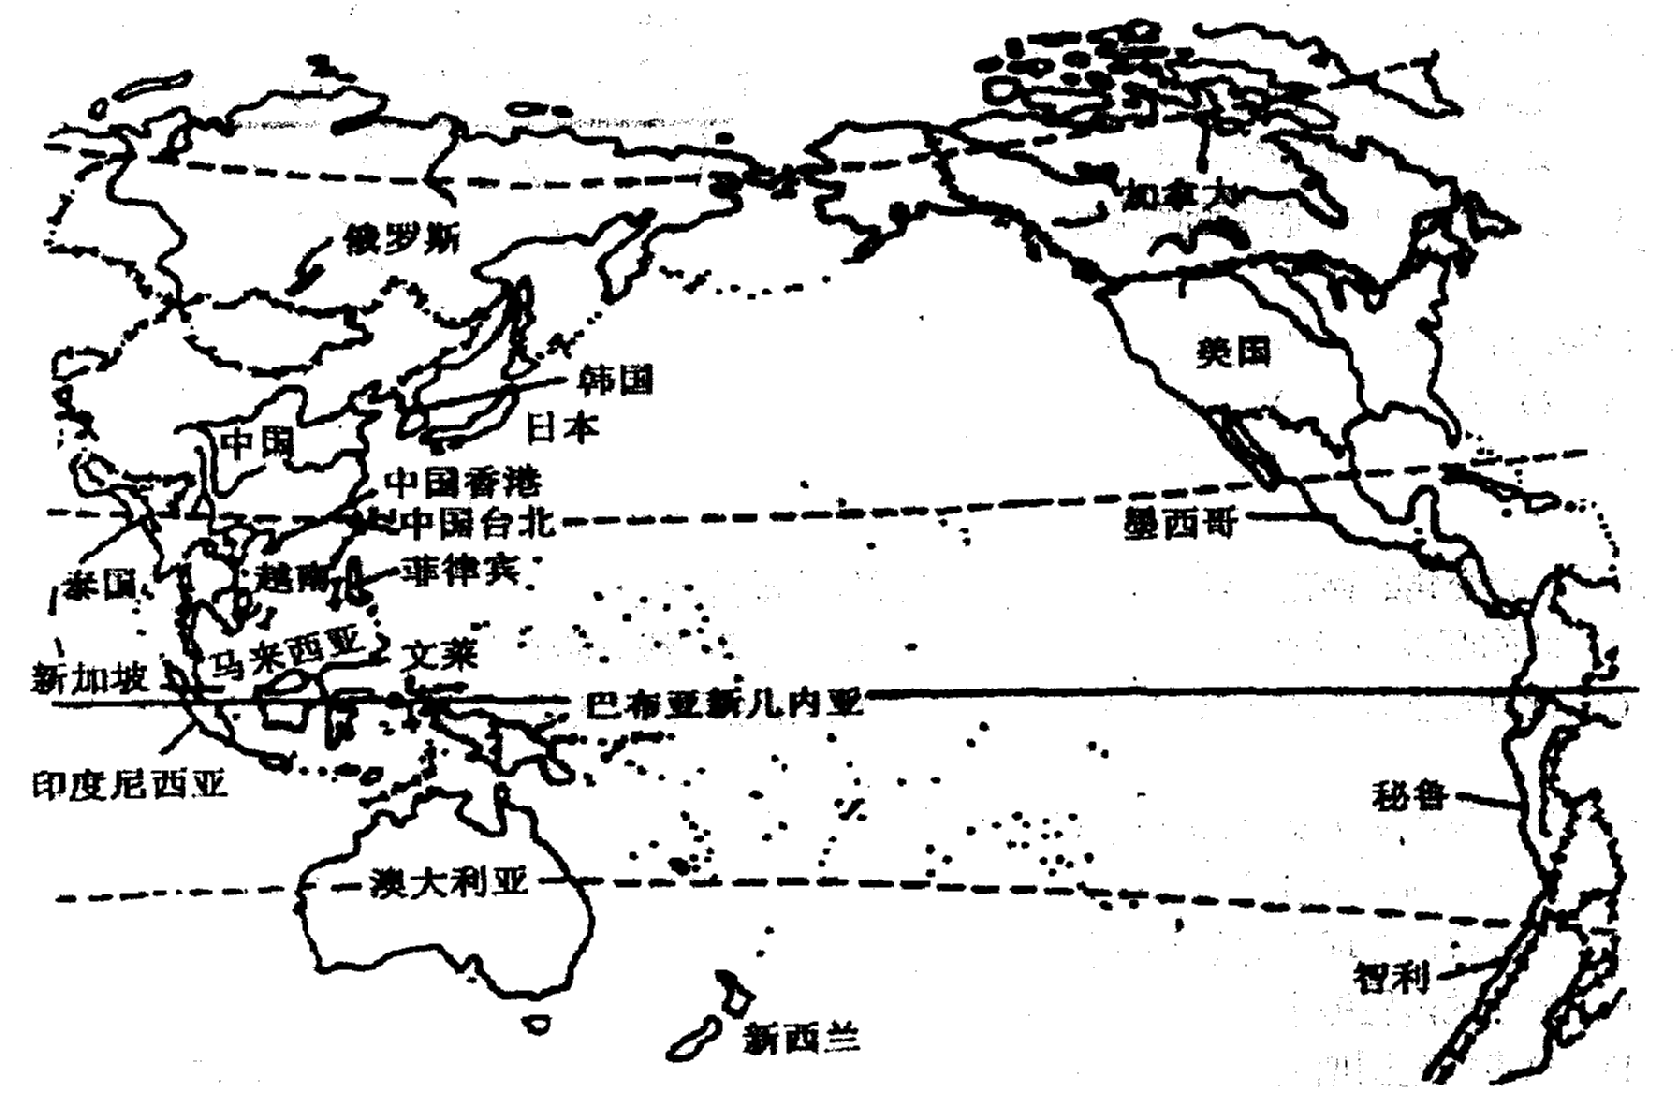 加拿大
俄罗斯
美国
韩国
日本
中国
中国香港
中国台北
墨西哥
泰国
越南
菲律宾
马来西亚
文莱
新加坡
巴布亚新几内亚
印度尼西亚
秘鲁
澳大利亚
智利
新西兰